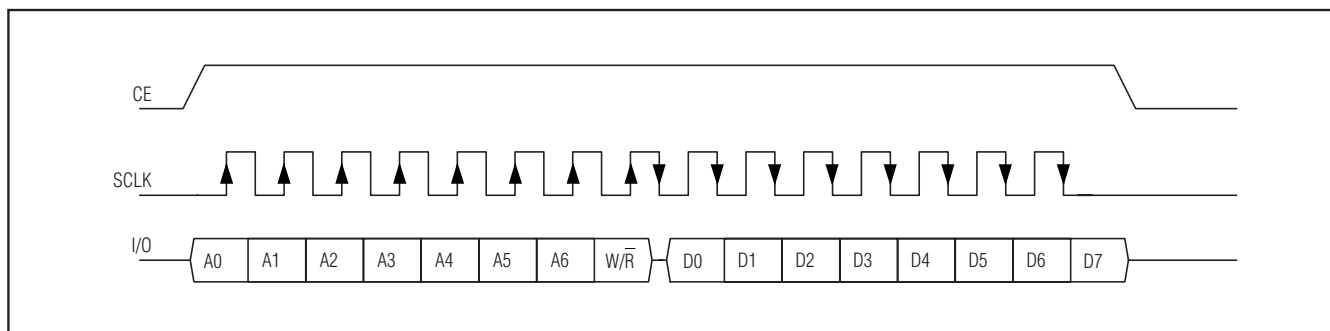 CE
SCLK
I/O A0 A1 A2 A3 A4 A5 A6 W/R̅ D0 D1 D2 D3 D4 D5 D6 D7